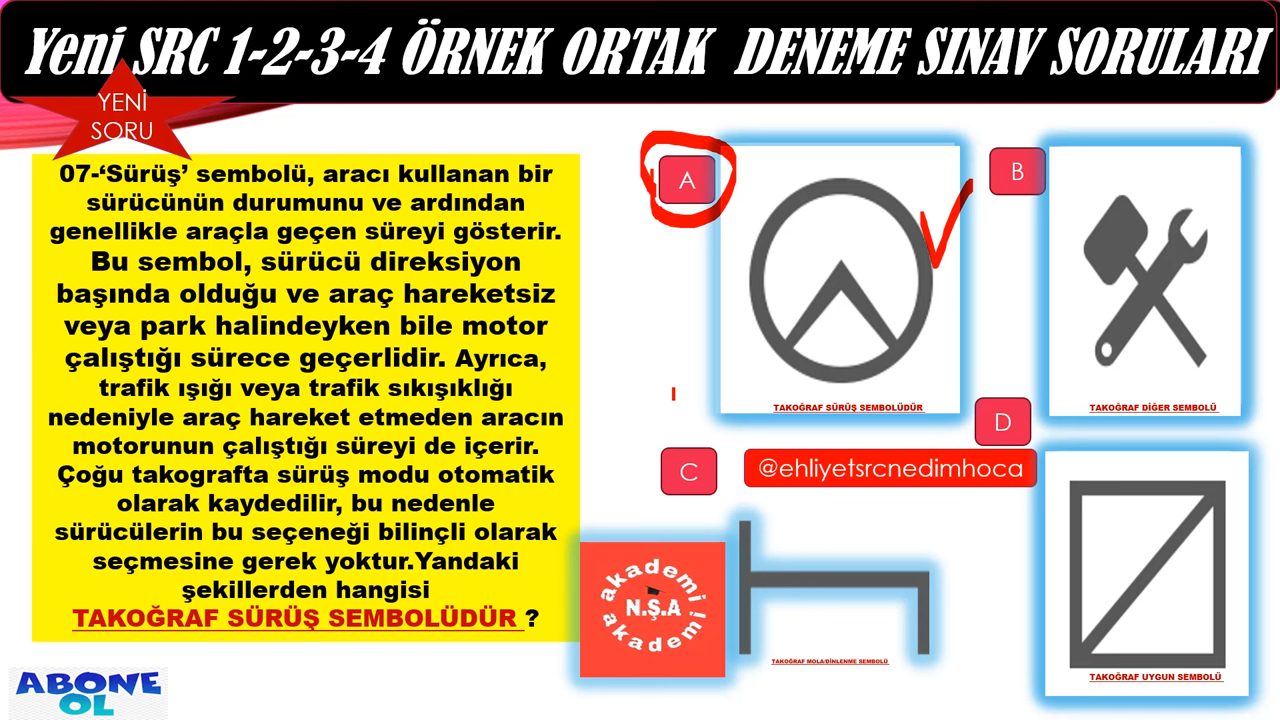 Yeni SRC 1-2-3-4 ÖRNEK ORTAK DENEME SINAV SORULARI
YENİ
SORU
07-‘Sürüş’ sembolü, aracı kullanan bir
sürücünün durumunu ve ardından
genellikle araçla geçen süreyi gösterir.
Bu sembol, sürücü direksiyon
başında olduğu ve araç hareketsiz
veya park halindeyken bile motor
çalıştığı sürece geçerlidir. Ayrıca,
trafik ışığı veya trafik sıkışıklığı
nedeniyle araç hareket etmeden aracın
motorunun çalıştığı süreyi de içerir.
Çoğu takografta sürüş modu otomatik
olarak kaydedilir, bu nedenle
sürücülerin bu seçeneği bilinçli olarak
seçmesine gerek yoktur.Yandaki
şekillerden hangisi
TAKOĞRAF SÜRÜŞ SEMBOLÜDÜR ?
A
TAKOĞRAF SÜRÜŞ SEMBOLÜDÜR
B
TAKOĞRAF DİĞER SEMBOLÜ
C
@ehliyetsrcnedimhoca
TAKOĞRAF MOLA/DİNLENME SEMBOLÜ
D
TAKOĞRAF UYGUN SEMBOLÜ
akademi
N.Ş.A
akademi
ABONE
OL